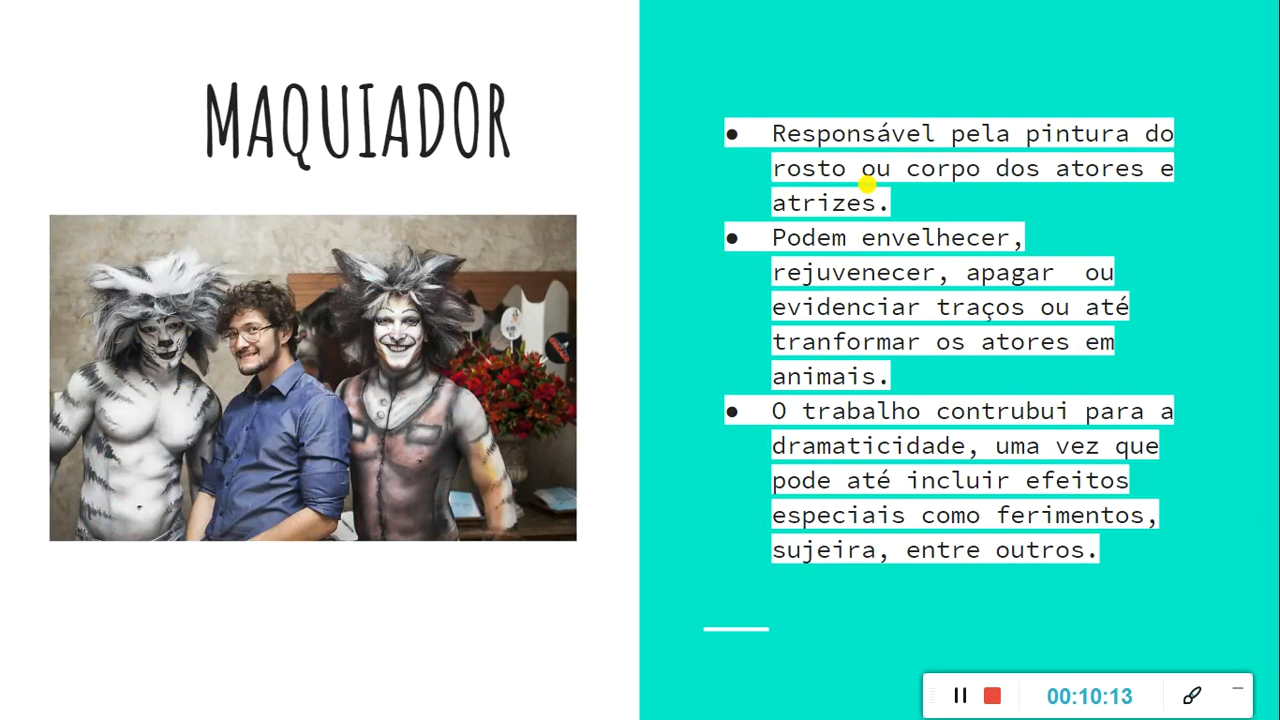 MAQUIADOR
● Responsável pela pintura do
rosto ou corpo dos atores e
atrizes.
● Podem envelhecer,
rejuvenecer, apagar ou
evidenciar traços ou até
tranformar os atores em
animais.
● O trabalho contrubui para a
dramaticidade, uma vez que
pode até incluir efeitos
especiais como ferimentos,
sujeira, entre outros.
00:10:13